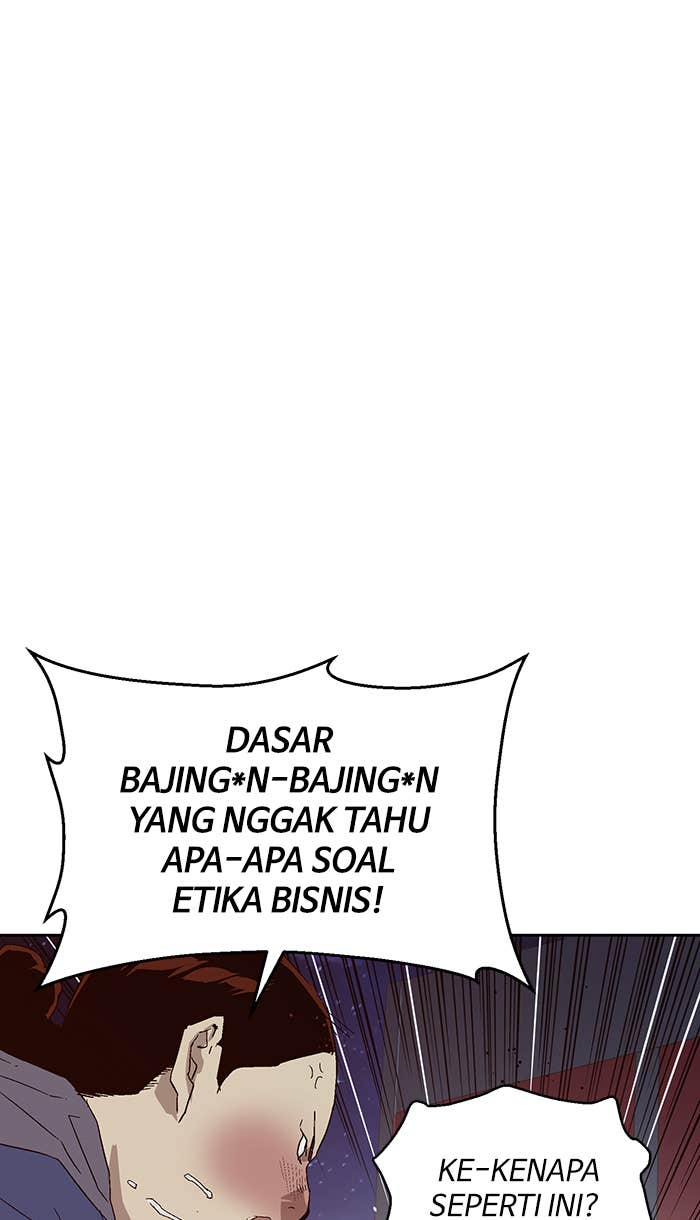 DASAR
BAJING*N-BAJING*N
YANG NGGAK TAHU
APA-APA SOAL
ETIKA BISNIS!
KE-KENAPA
SEPERTI INI?